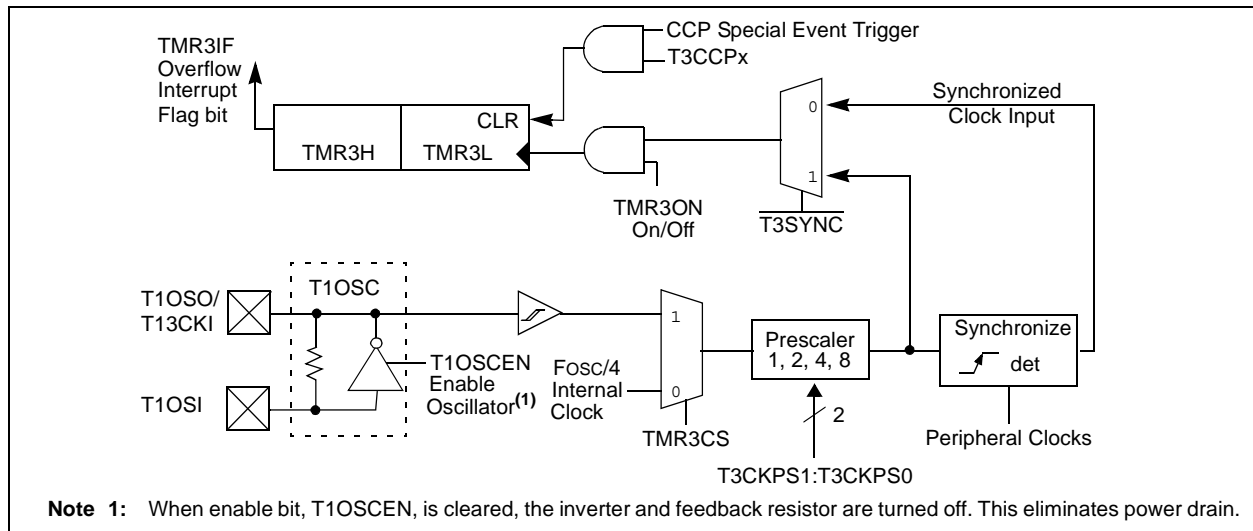 TMR3IF
Overflow
Interrupt
Flag bit
CCP Special Event Trigger
T3CCPx
CLR
TMR3H
TMR3L
TMR3ON
On/Off
0
1
T3SYNC
Synchronized
Clock Input
T1OSO/
T13CKI
T1OSI
T1OSC
T1OSCEN
Enable
Oscillator(1)
FOSC/4
Internal
Clock
1
0
TMR3CS
Prescaler
1, 2, 4, 8
2
T3CKPS1:T3CKPS0
Synchronize
det
Peripheral Clocks
Note 1: When enable bit, T1OSCEN, is cleared, the inverter and feedback resistor are turned off. This eliminates power drain.